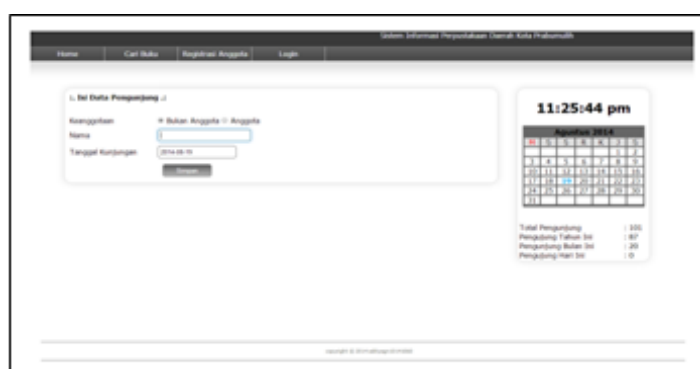 Sistem Informasi Perpustakaan Daerah Kota Prabumulih
Home Cari Buku Registrasi Anggota Login
:. Isi Data Pengunjung .:
Keanggotaan Bukan Anggota Anggota
Nama
Tanggal Kunjungan 2014-08-19
Simpan
11:25:44 pm
Agustus 2014
M S S R K J S
1 2
3 4 5 6 7 8 9
10 11 12 13 14 15 16
17 18 19 20 21 22 23
24 25 26 27 28 29 30
31
Total Pengunjung : 101
Pengunjung Tahun Ini : 87
Pengunjung Bulan Ini : 20
Pengunjung Hari Ini : 0
copyright ©